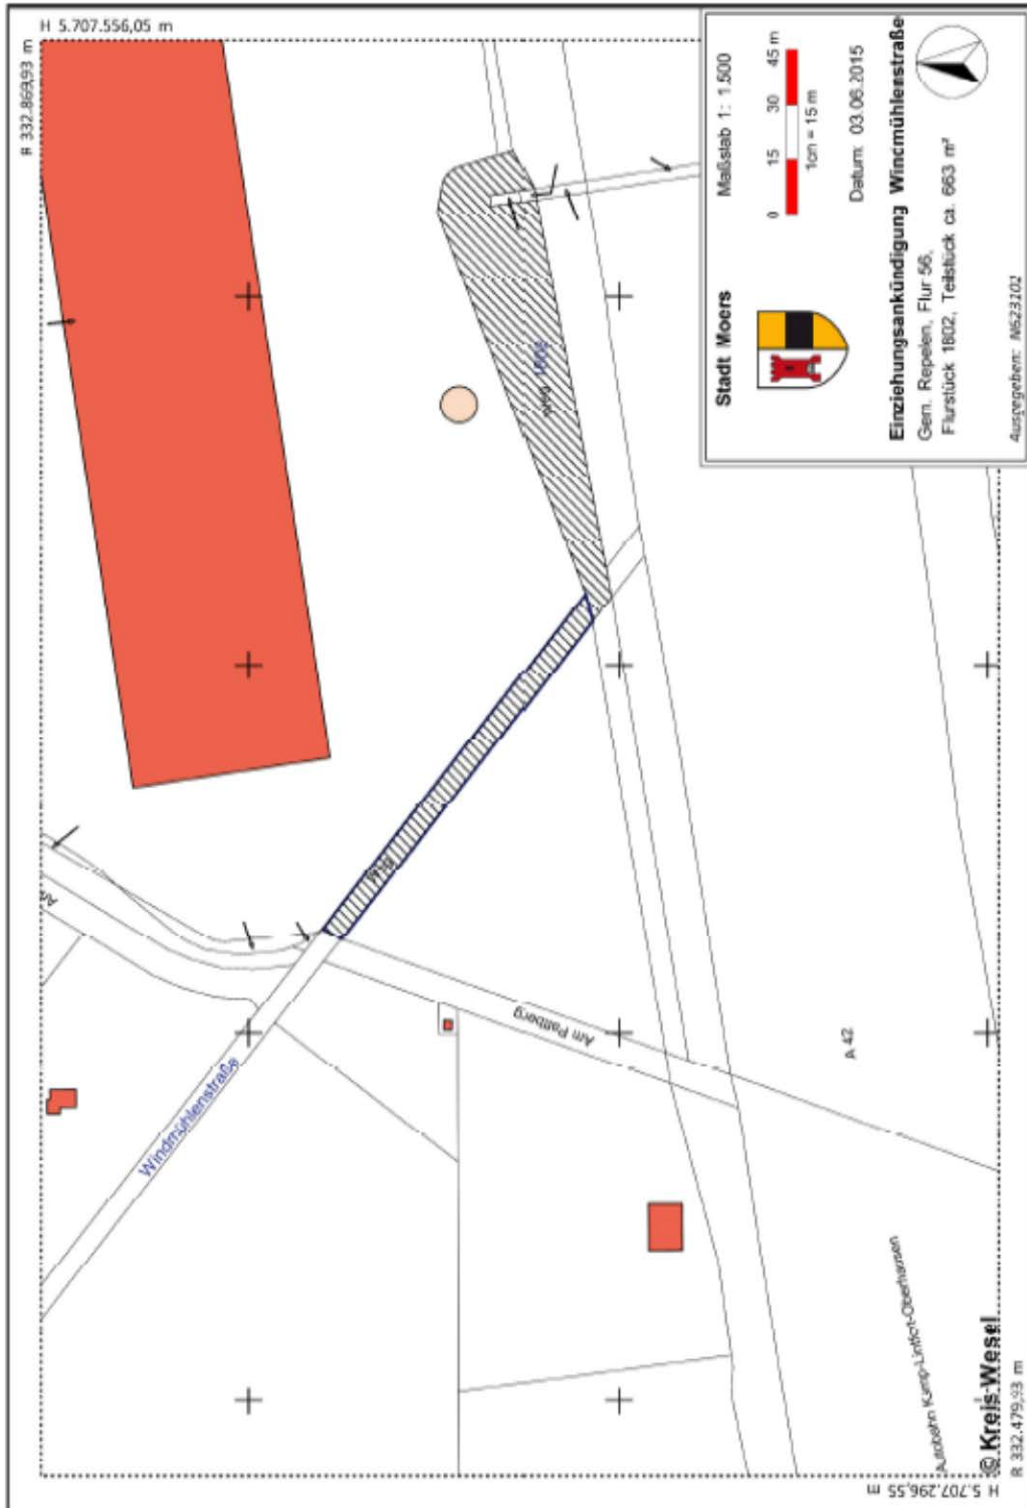 H 5.707.556,05 m
R 332.869,93 m
Stadt Moers
Maßstab 1: 1.500
0 15 30 45 m
1cm = 15 m
Datum: 03.06.2015
Einziehungsankündigung Windmühlenstraße
Gem. Repelen, Flur 56,
Flurstück 1802, Teilstück ca. 663 m²
Ausgegeben: N623102
Weg
Windmühlenstraße
Am Pattberg
A 42
Autobahn Kamp-Lintfort-Oberhausen
© Kreis Wesel
R 332.479,93 m
H 5.707.296,55 m